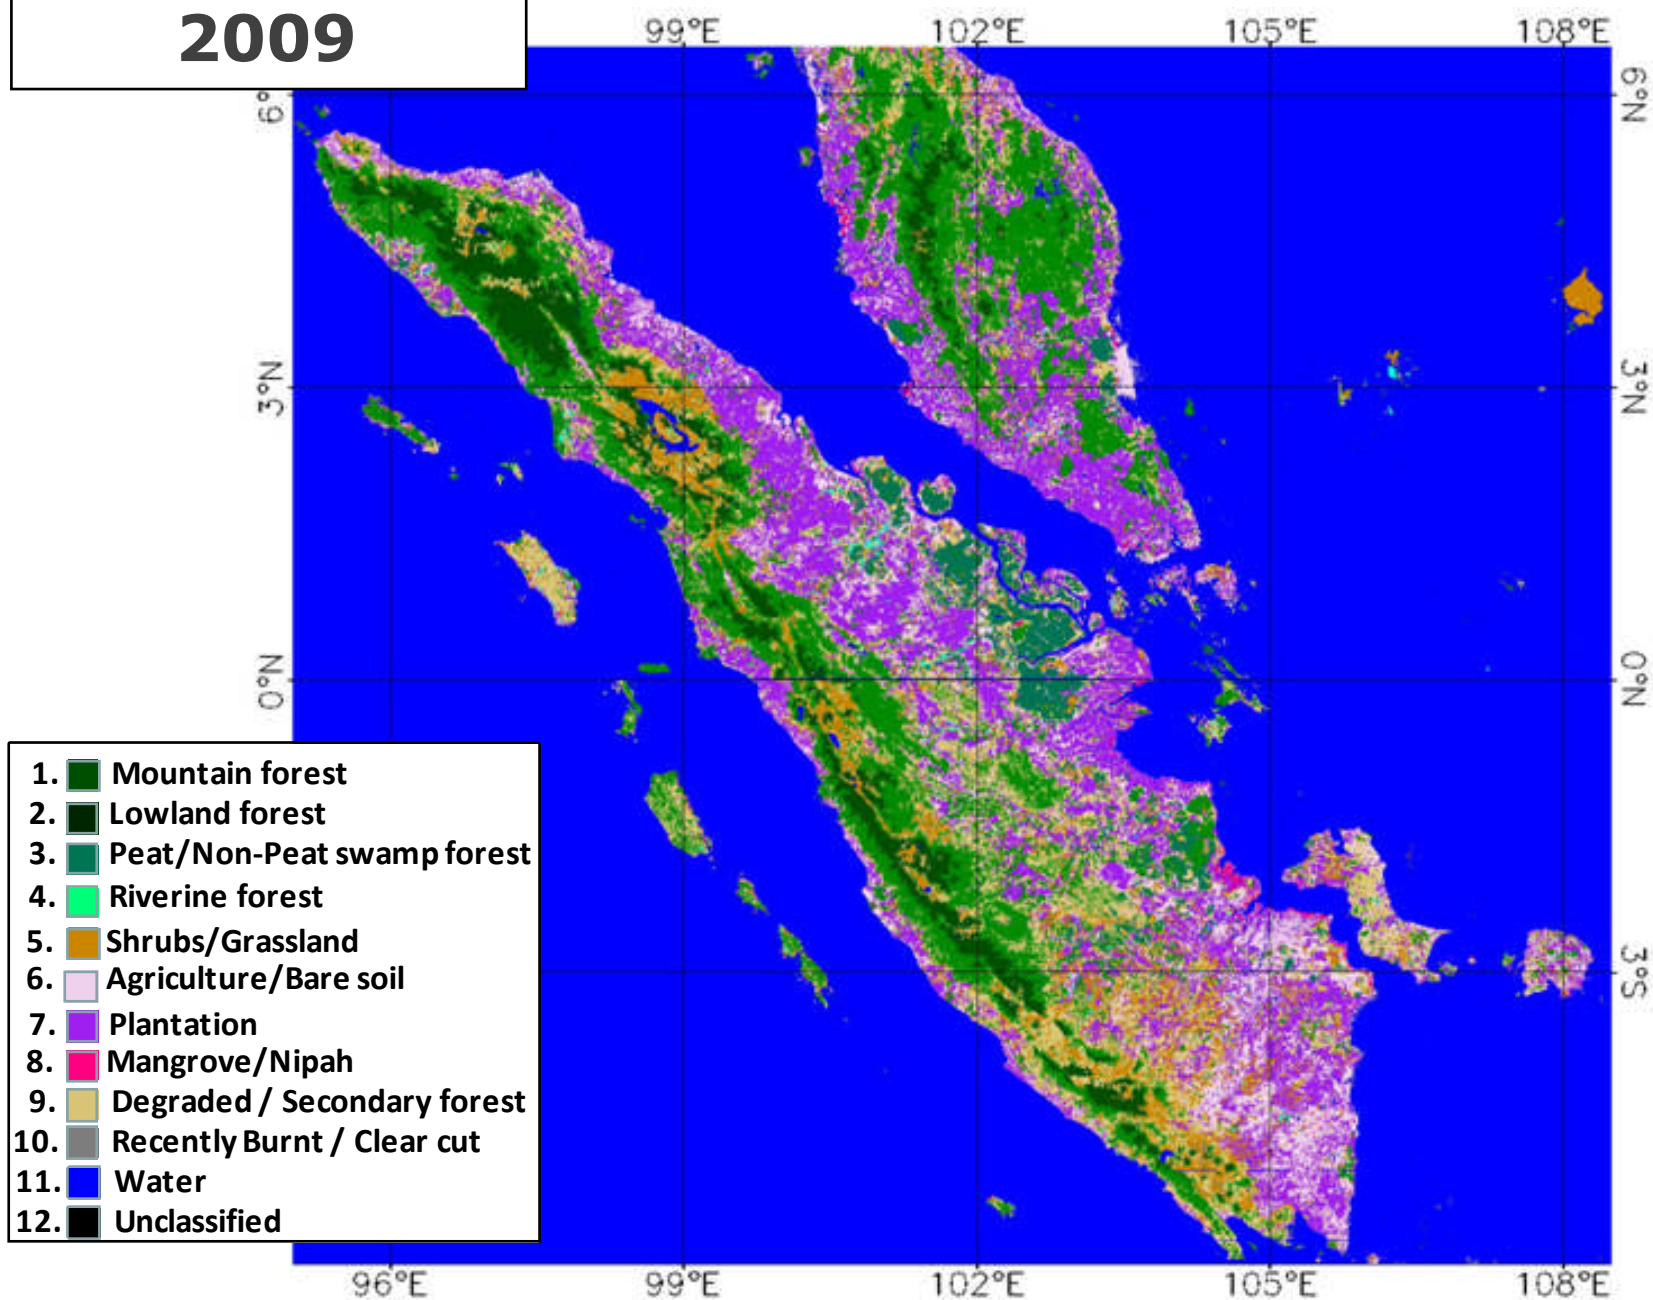 2009
99°E 102°E 105°E 108°E
6° 6°N
3°N 3°N
0°N 0°N
3°S
1. Mountain forest
2. Lowland forest
3. Peat/Non-Peat swamp forest
4. Riverine forest
5. Shrubs/Grassland
6. Agriculture/Bare soil
7. Plantation
8. Mangrove/Nipah
9. Degraded / Secondary forest
10. Recently Burnt / Clear cut
11. Water
12. Unclassified
96°E 99°E 102°E 105°E 108°E